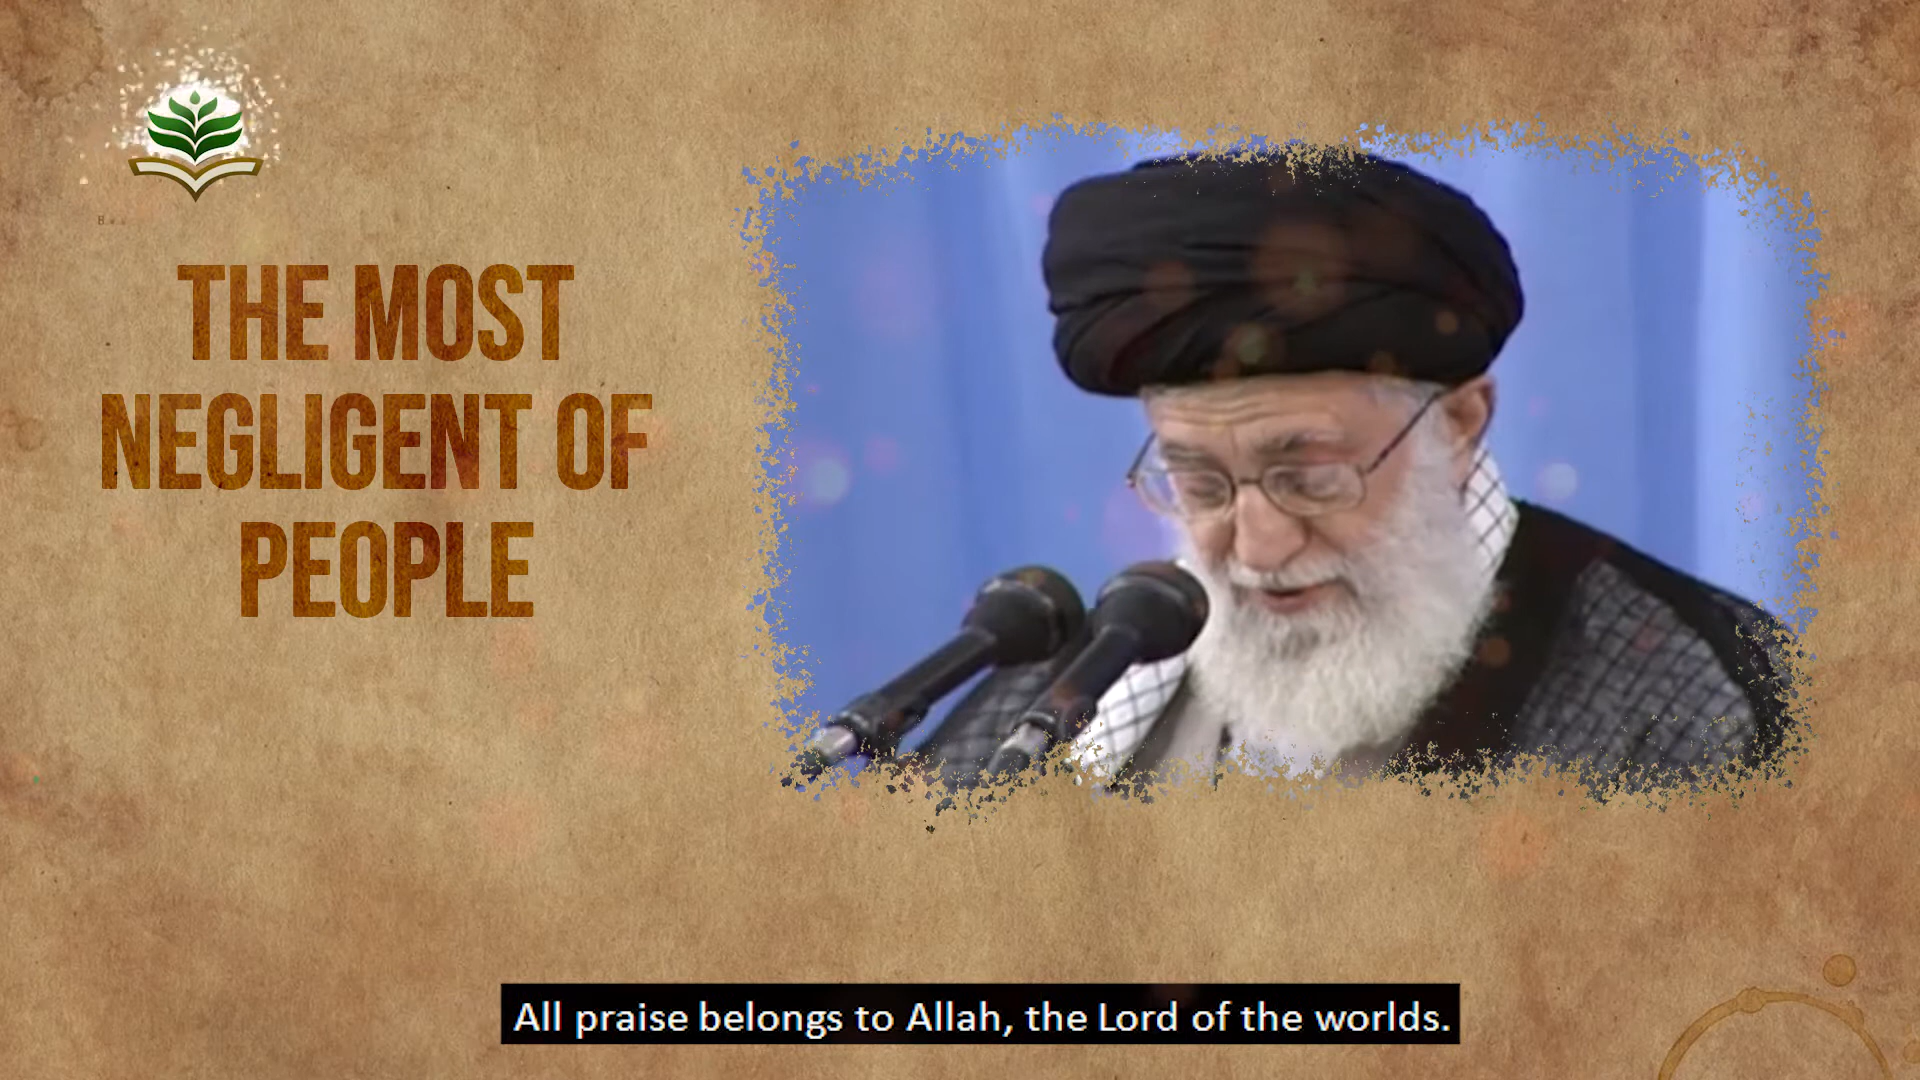 THE MOST
NEGLIGENT OF
PEOPLE
All praise belongs to Allah, the Lord of the worlds.